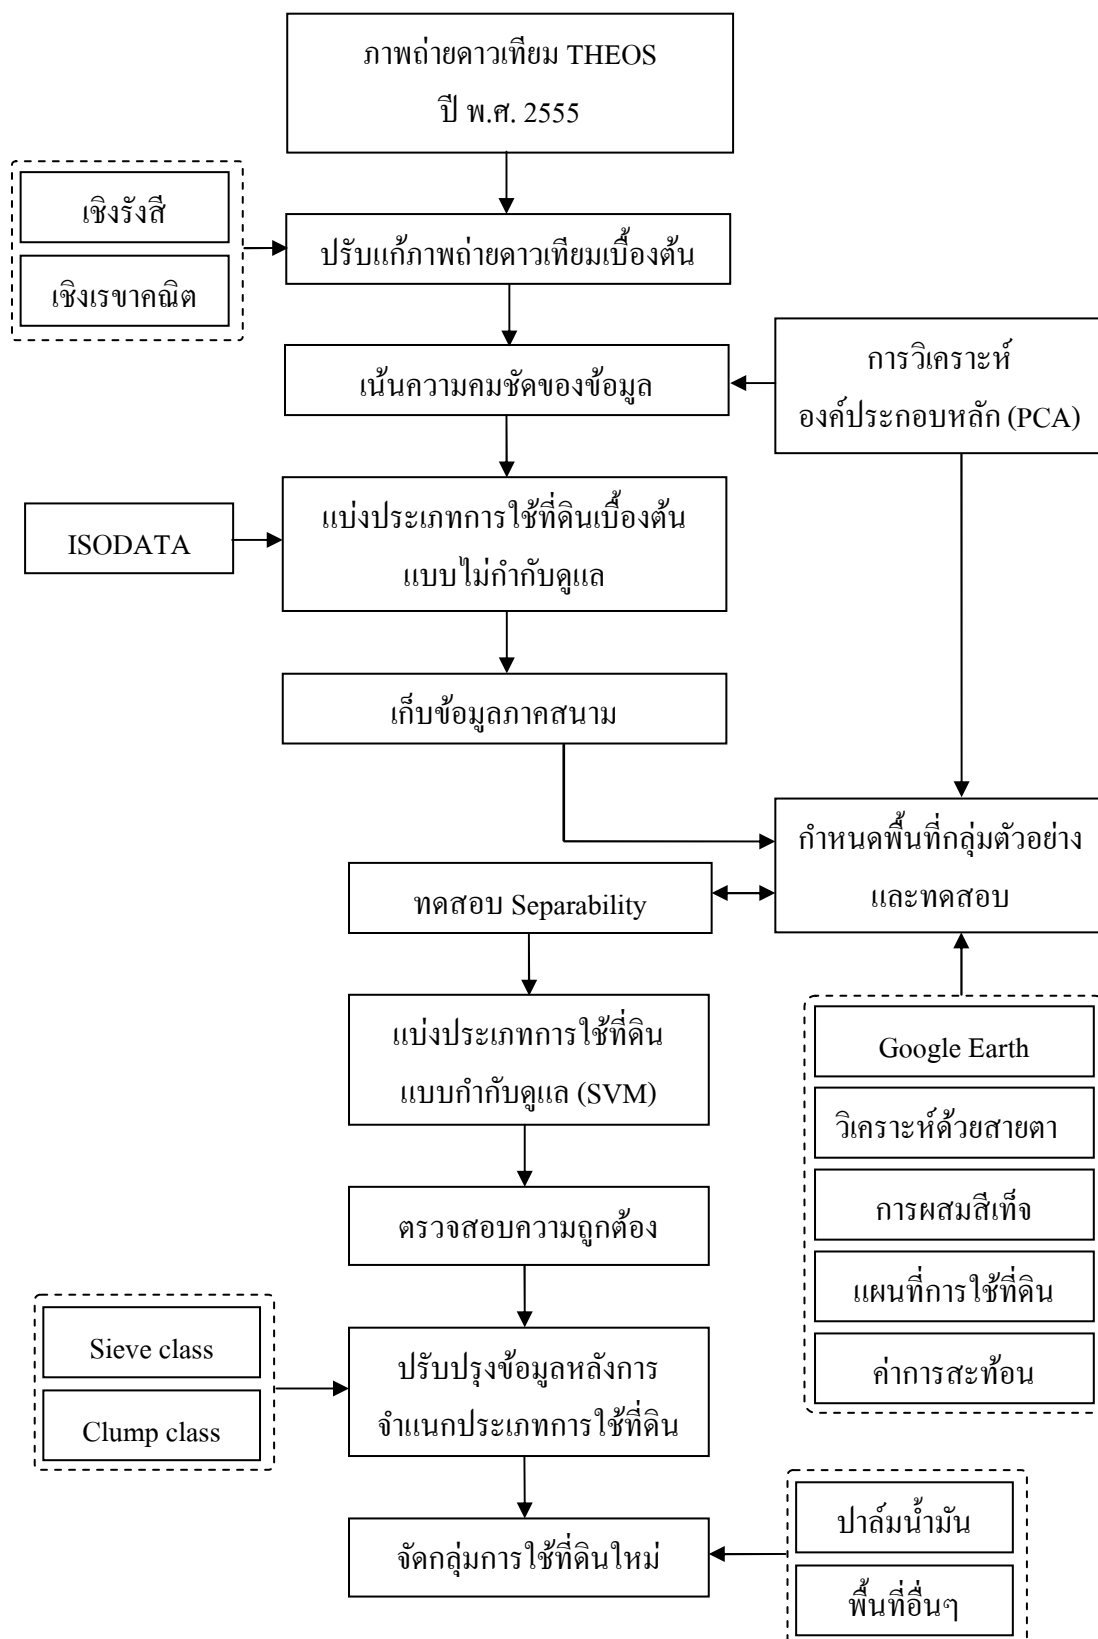 ภาพถ่ายดาวเทียม THEOS
ปี พ.ศ. 2555
เชิงรังสี
เชิงเรขาคณิต
ปรับแก้ภาพถ่ายดาวเทียมเบื้องต้น
เน้นความคมชัดของข้อมูล
การวิเคราะห์
องค์ประกอบหลัก (PCA)
ISODATA
แบ่งประเภทการใช้ที่ดินเบื้องต้น
แบบไม่กำกับดูแล
เก็บข้อมูลภาคสนาม
กำหนดพื้นที่กลุ่มตัวอย่าง
และทดสอบ
ทดสอบ Separability
แบ่งประเภทการใช้ที่ดิน
แบบกำกับดูแล (SVM)
Google Earth
วิเคราะห์ด้วยสายตา
การผสมสีเท็จ
แผนที่การใช้ที่ดิน
ค่าการสะท้อน
ตรวจสอบความถูกต้อง
Sieve class
Clump class
ปรับปรุงข้อมูลหลังการ
จำแนกประเภทการใช้ที่ดิน
จัดกลุ่มการใช้ที่ดินใหม่
ปาล์มน้ำมัน
พื้นที่อื่นๆ